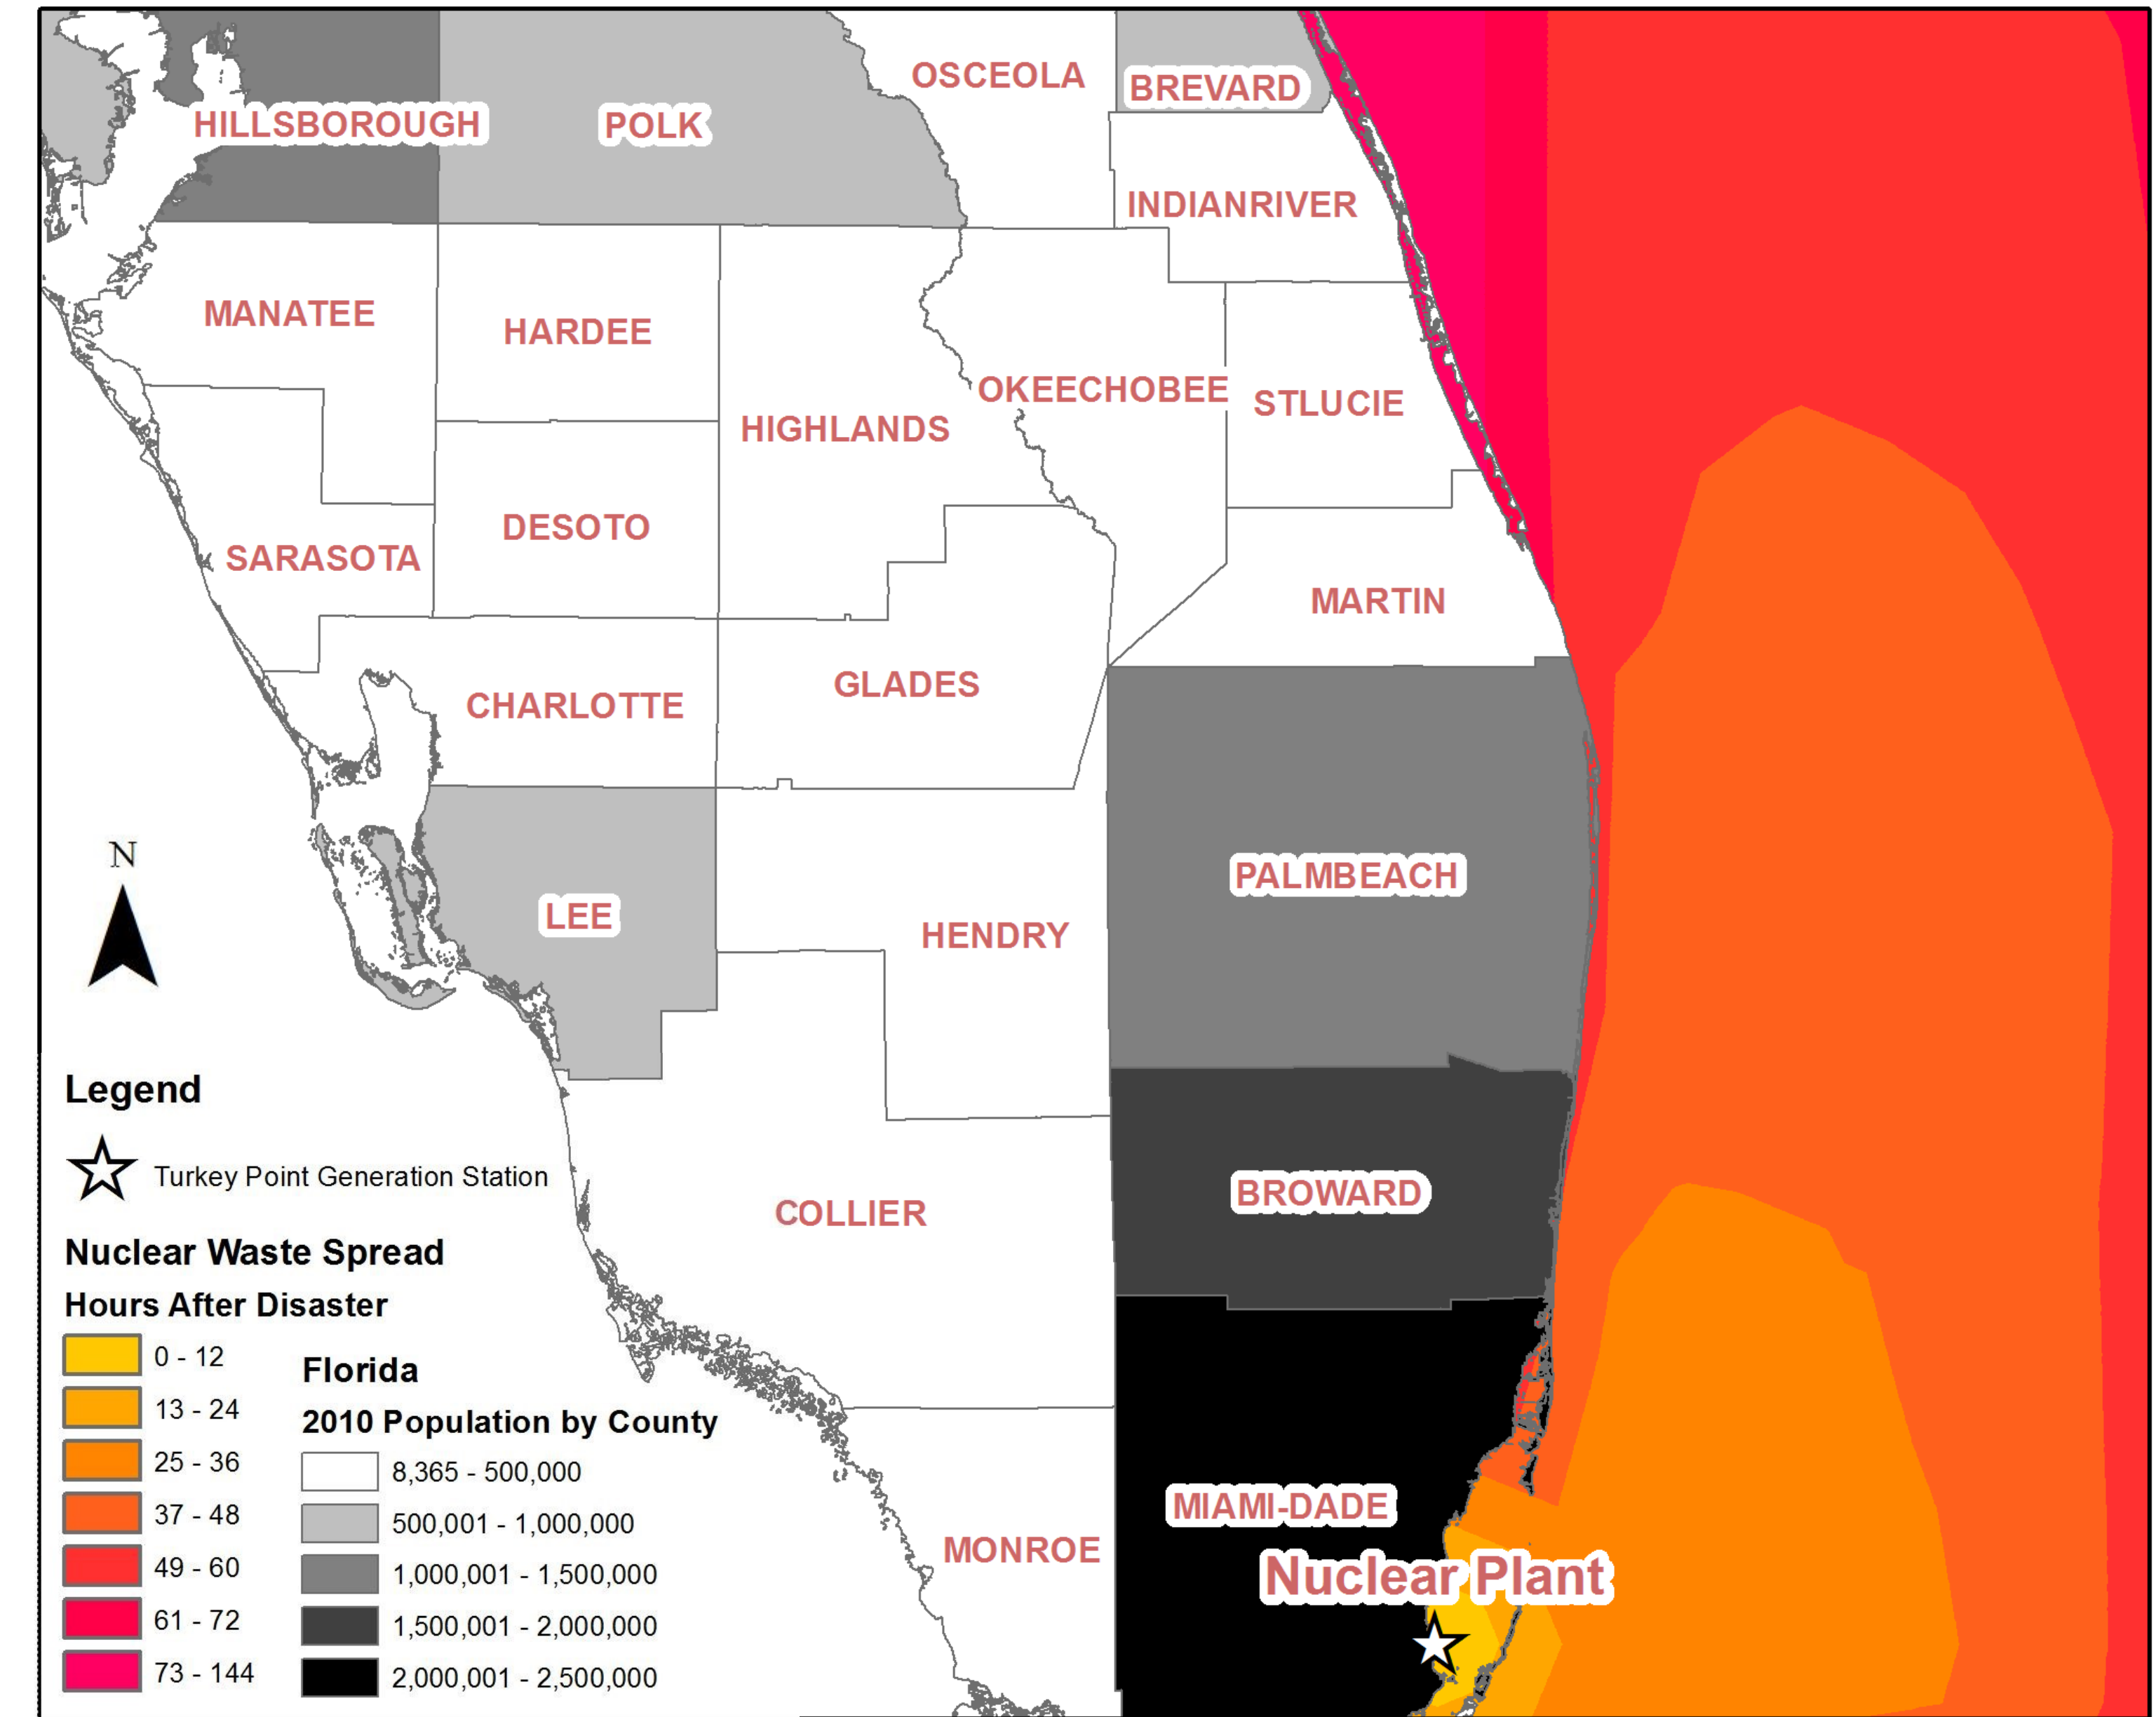 OSCEOLA
BREVARD
HILLSBOROUGH
POLK
INDIANRIVER
MANATEE
HARDEE
OKEECHOBEE
STLUCIE
HIGHLANDS
DESOTO
SARASOTA
MARTIN
GLADES
CHARLOTTE
N
PALMBEACH
LEE
HENDRY
BROWARD
COLLIER
MIAMI-DADE
MONROE
Nuclear Plant
Legend
Turkey Point Generation Station
Nuclear Waste Spread
Hours After Disaster
0 - 12
13 - 24
25 - 36
37 - 48
49 - 60
61 - 72
73 - 144
Florida
2010 Population by County
8,365 - 500,000
500,001 - 1,000,000
1,000,001 - 1,500,000
1,500,001 - 2,000,000
2,000,001 - 2,500,000